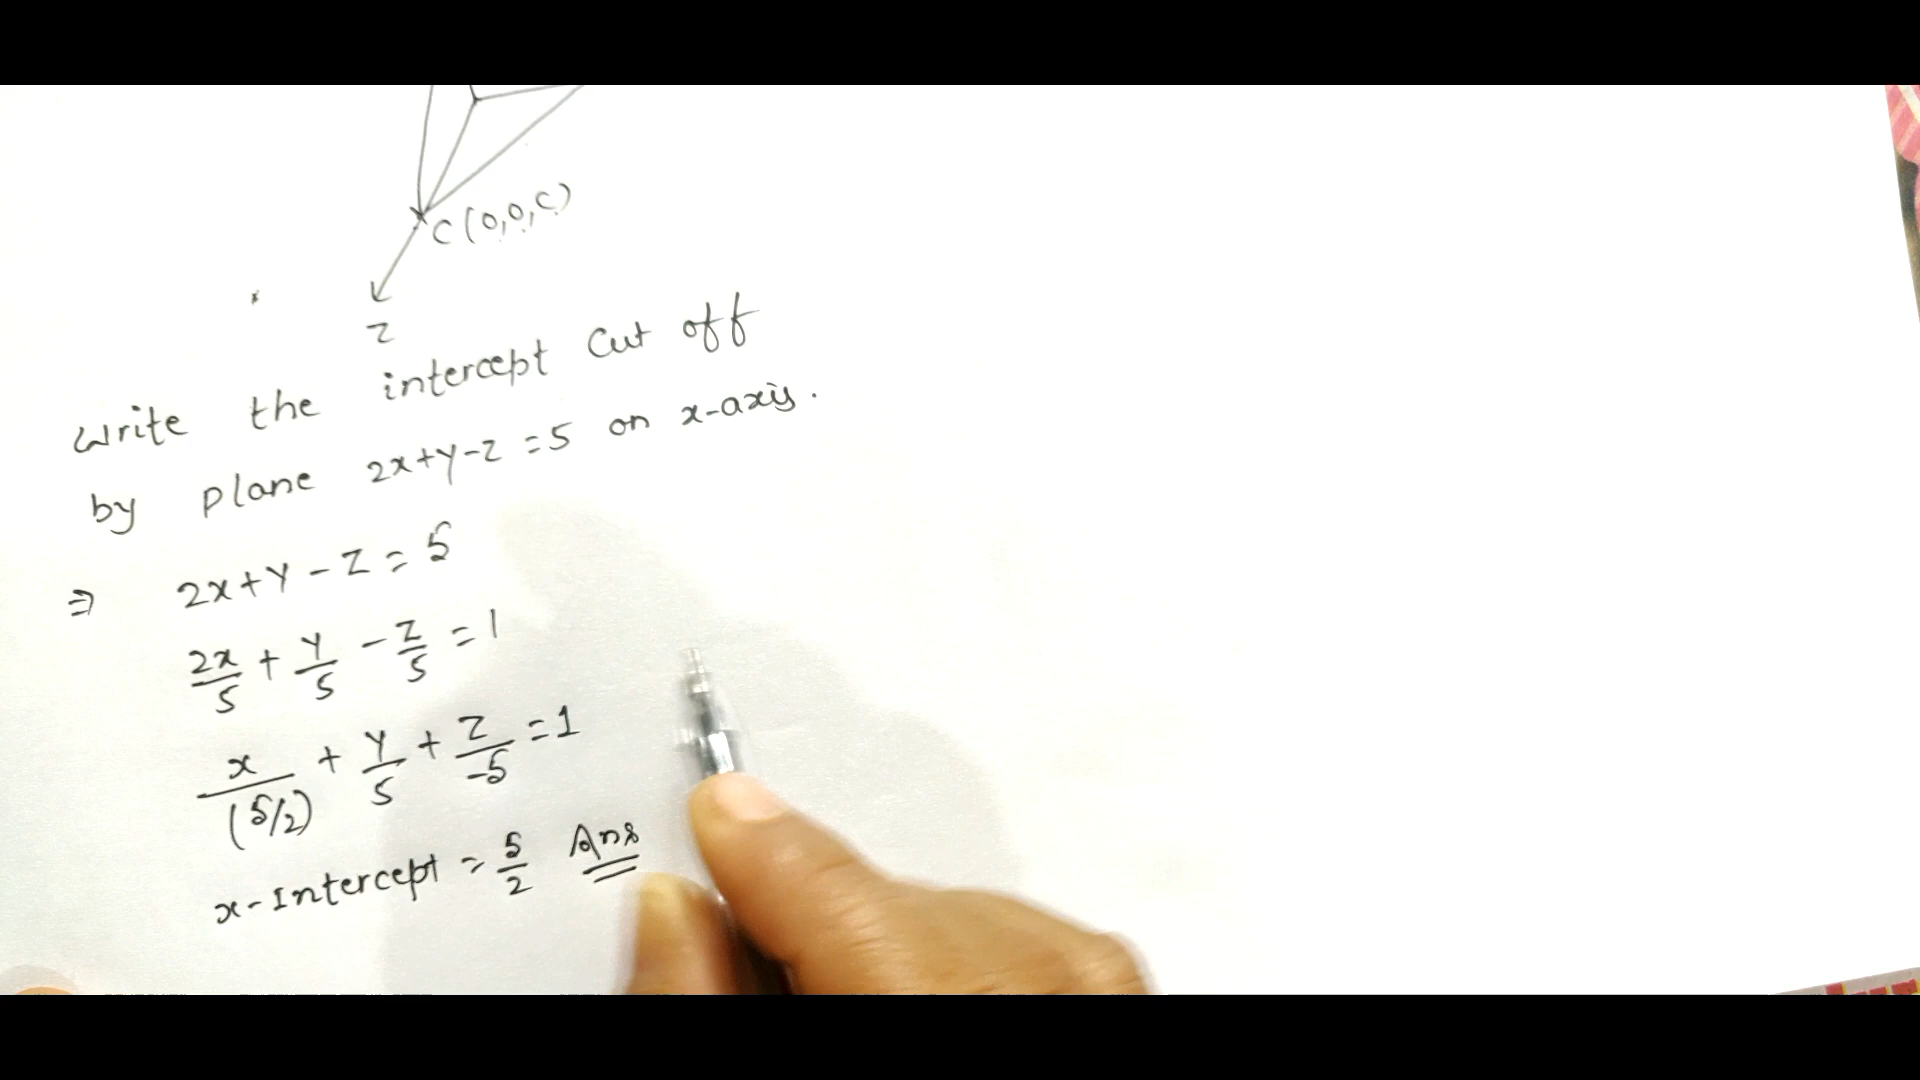 C(0,0,C)
Z
Write the intercept Cut off
by plane 2x+y-z=5 on x-axis.
⇒ 2x+y-z=5
2x/5 + y/5 - z/5 = 1
x/(5/2) + y/5 + z/-5 = 1
x-Intercept = 5/2 Ans